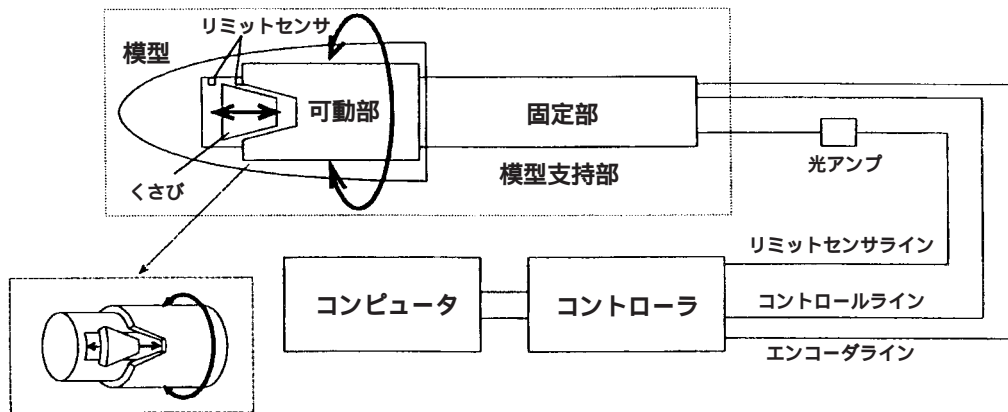 リミットセンサ
模型
可動部
固定部
くさび
模型支持部
光アンプ
リミットセンサライン
コンピュータ
コントローラ
コントロールライン
エンコーダライン